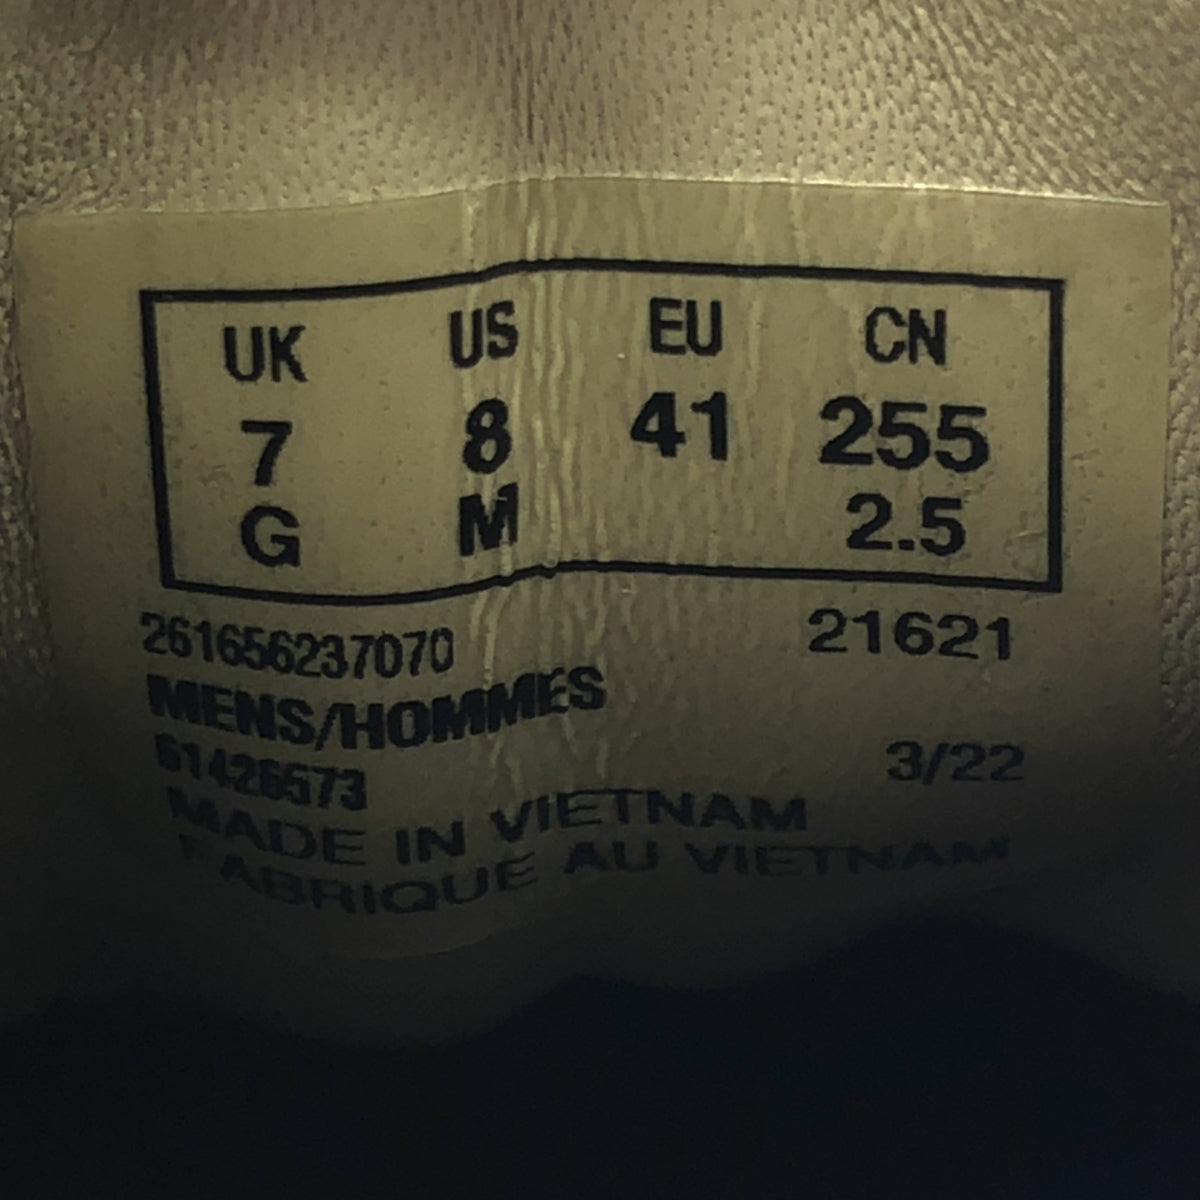 UK US EU CN
7 8 41 255
G M 2.5
261656237070 21621
MENS/HOMMES
61426573 3/22
MADE IN VIETNAM
FABRIQUE AU VIETNAM